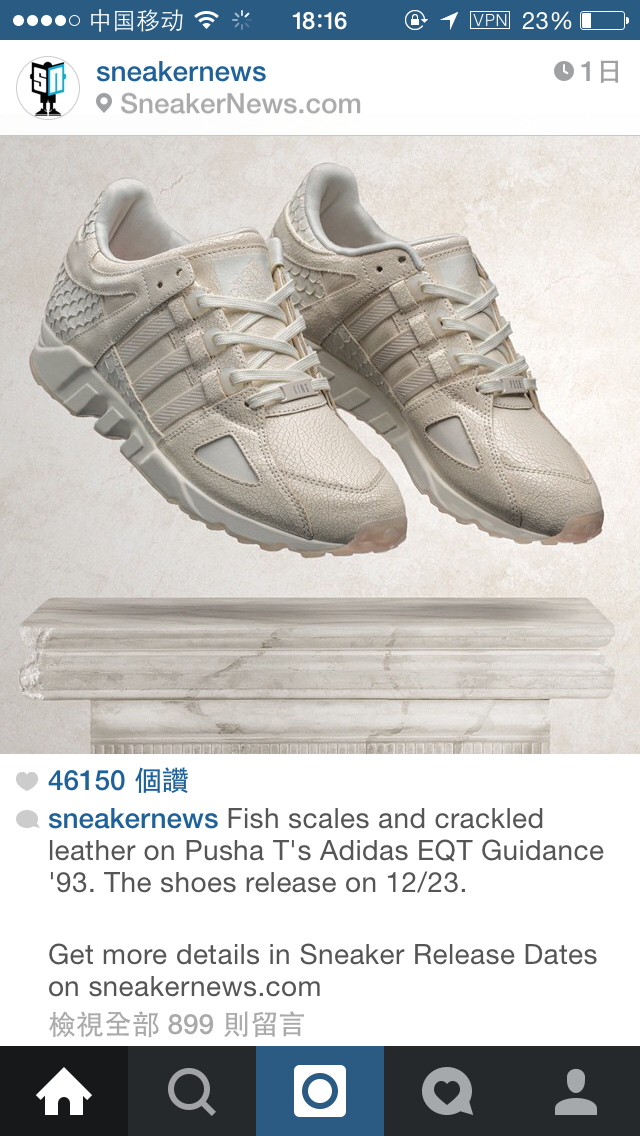 中国移动 18:16 VPN 23%
SN
sneakernews 1日
SneakerNews.com
46150 個讚
sneakernews Fish scales and crackled
leather on Pusha T's Adidas EQT Guidance
'93. The shoes release on 12/23.
Get more details in Sneaker Release Dates
on sneakernews.com
檢視全部 899 則留言